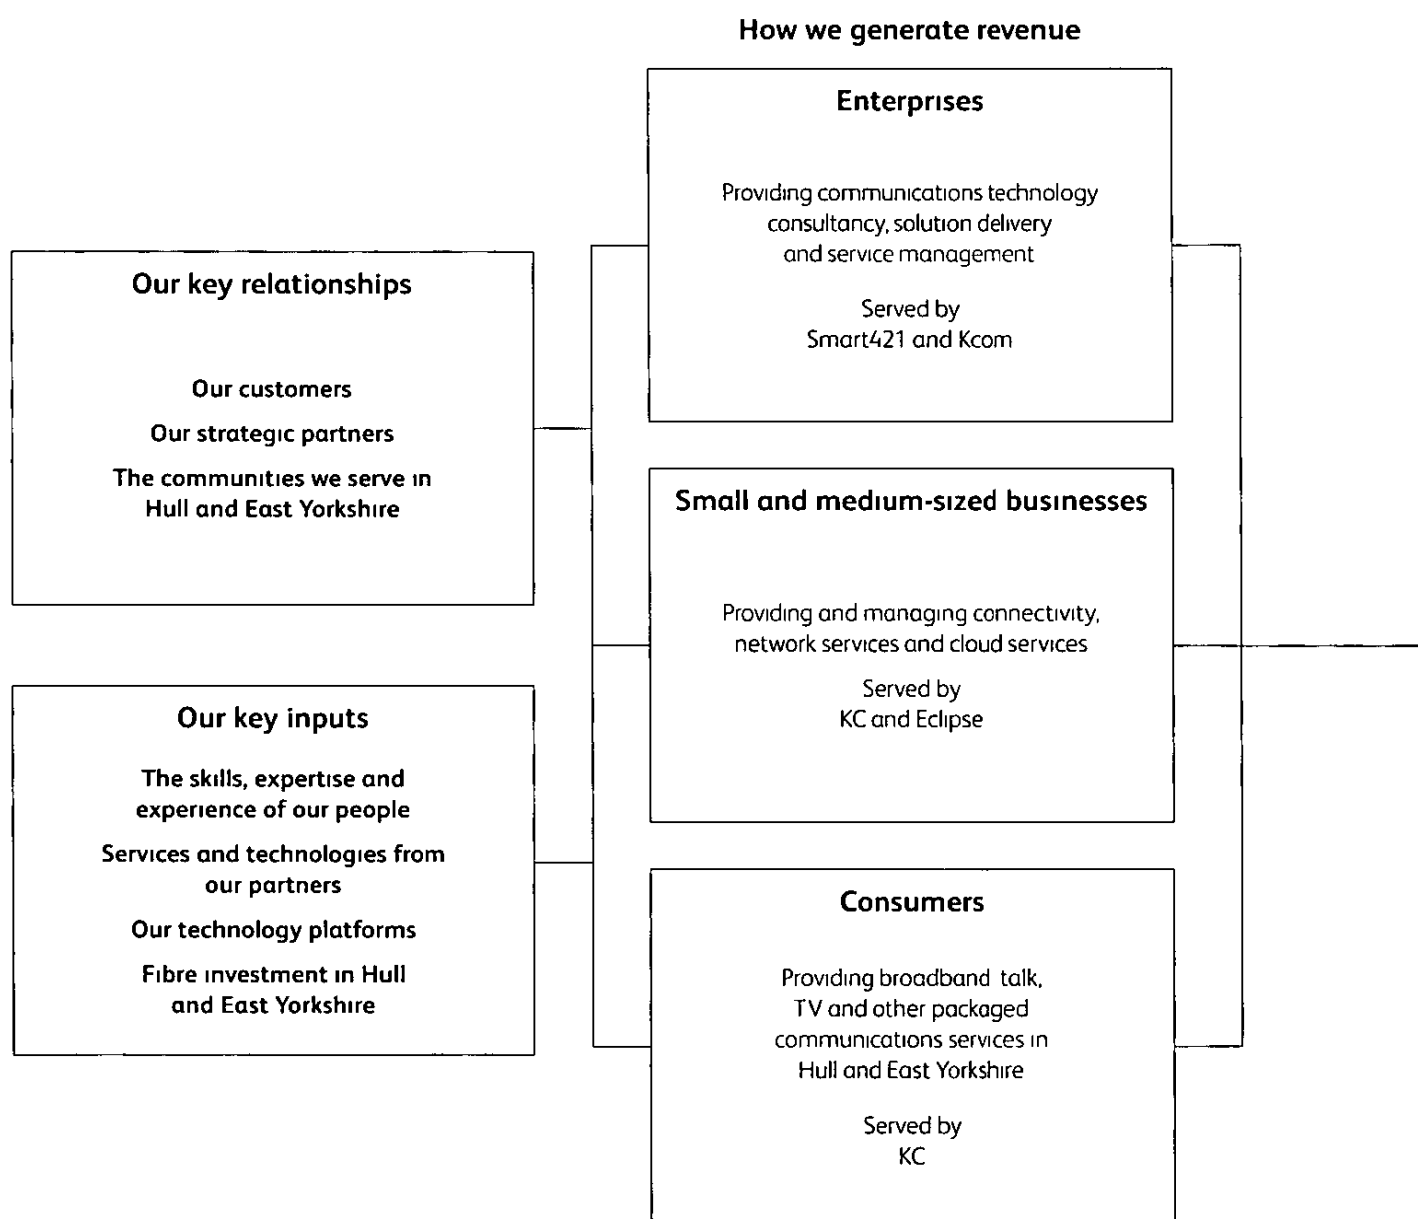 How we generate revenue
Enterprises
Providing communications technology
consultancy, solution delivery
and service management
Served by
Smart421 and Kcom
Our key relationships
Our customers
Our strategic partners
The communities we serve in
Hull and East Yorkshire
Small and medium-sized businesses
Providing and managing connectivity,
network services and cloud services
Served by
KC and Eclipse
Our key inputs
The skills, expertise and
experience of our people
Services and technologies from
our partners
Our technology platforms
Fibre investment in Hull
and East Yorkshire
Consumers
Providing broadband talk,
TV and other packaged
communications services in
Hull and East Yorkshire
Served by
KC